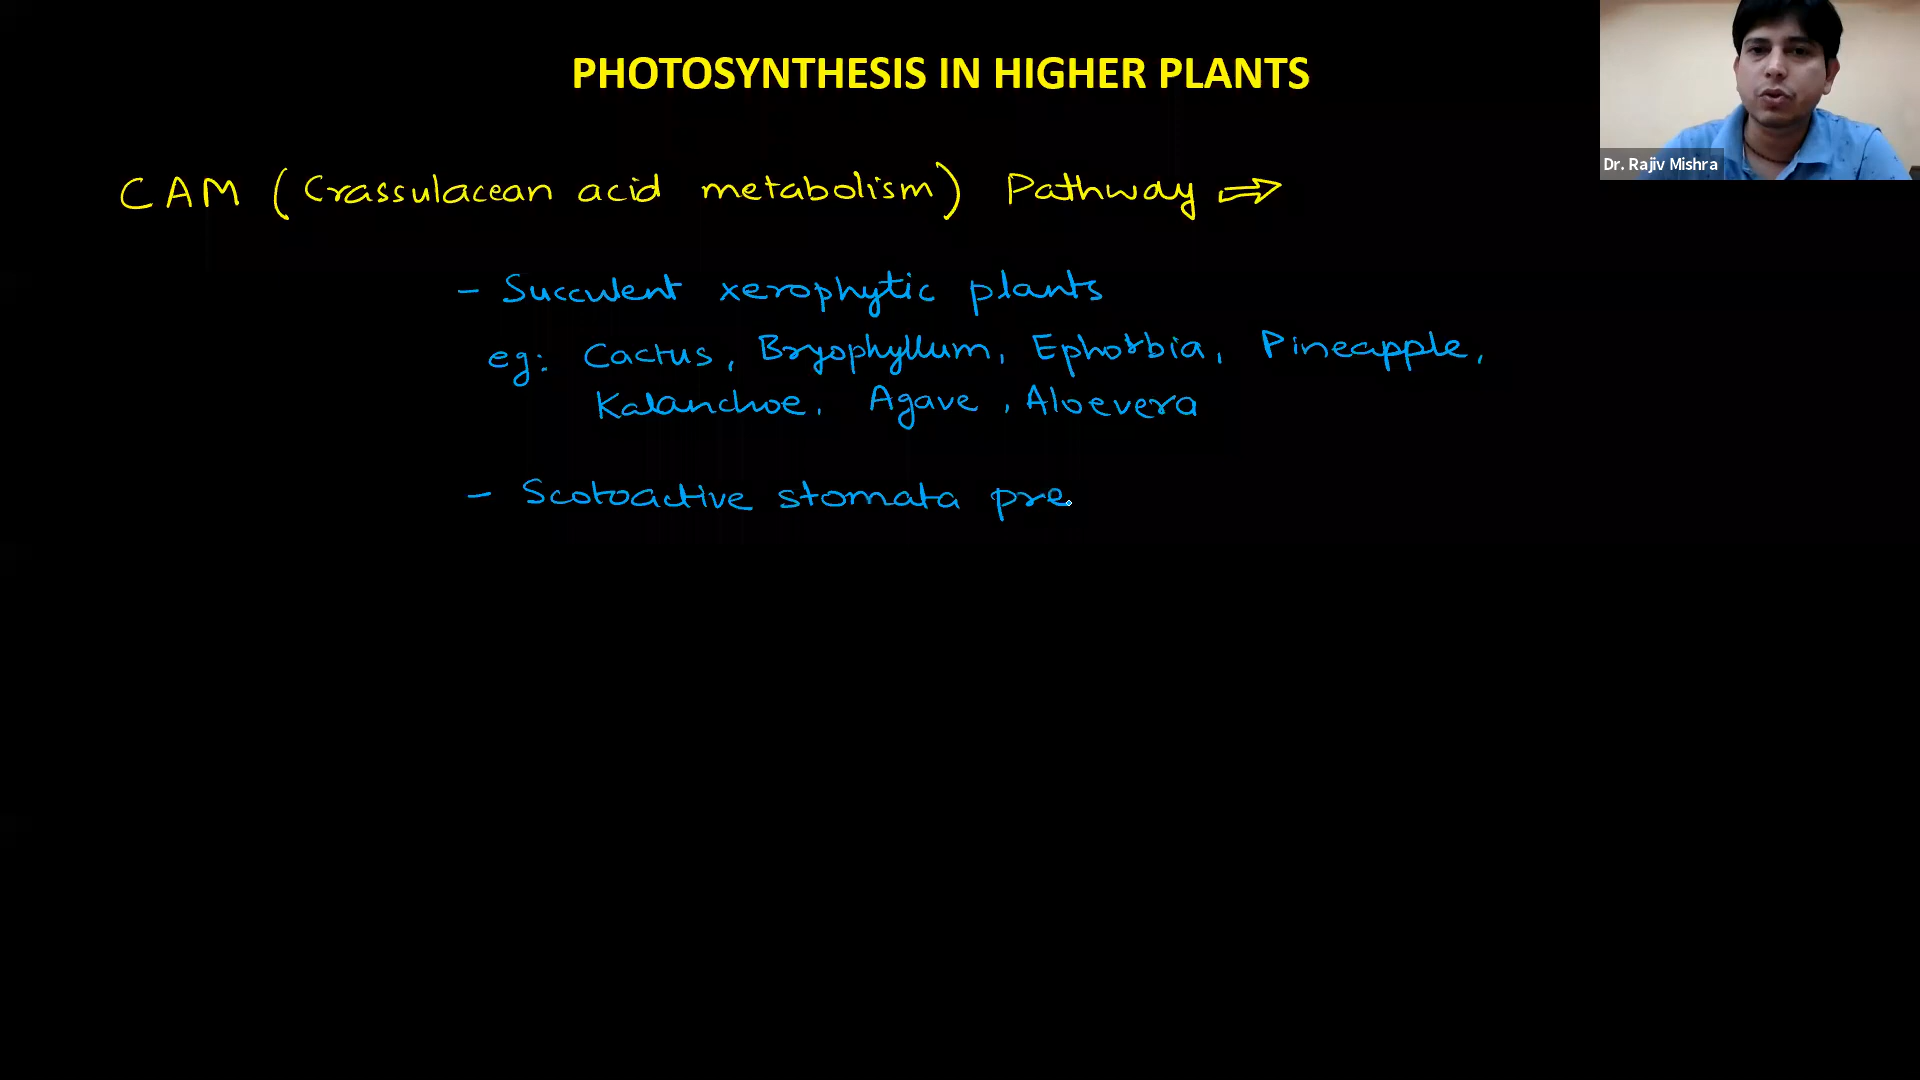 PHOTOSYNTHESIS IN HIGHER PLANTS
Dr. Rajiv Mishra
CAM (Crassulacean acid metabolism) Pathway ⇒
- Succulent xerophytic plants
eg: Cactus, Bryophyllum, Ephorbia, Pineapple,
Kalanchoe, Agave, Aloevera
- Scotoactive stomata pre